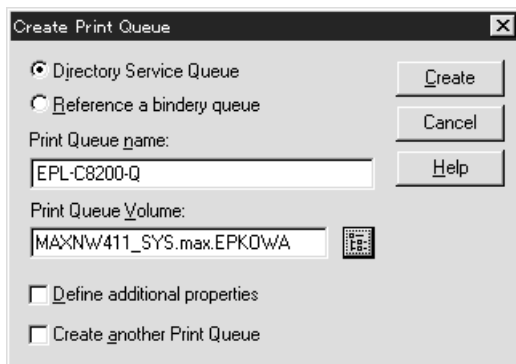 Create Print Queue
Directory Service Queue
Reference a bindery queue
Print Queue name:
EPL-C8200-Q
Print Queue Volume:
MAXNW411_SYS.max.EPKOWA
Define additional properties
Create another Print Queue
Create
Cancel
Help